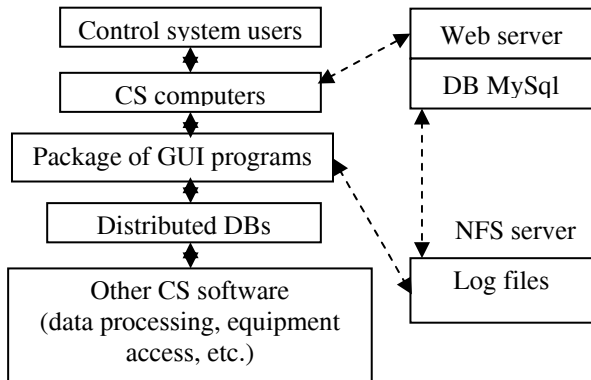 Control system users
CS computers
Package of GUI programs
Distributed DBs
Other CS software
(data processing, equipment
access, etc.)
Web server
DB MySql
NFS server
Log files